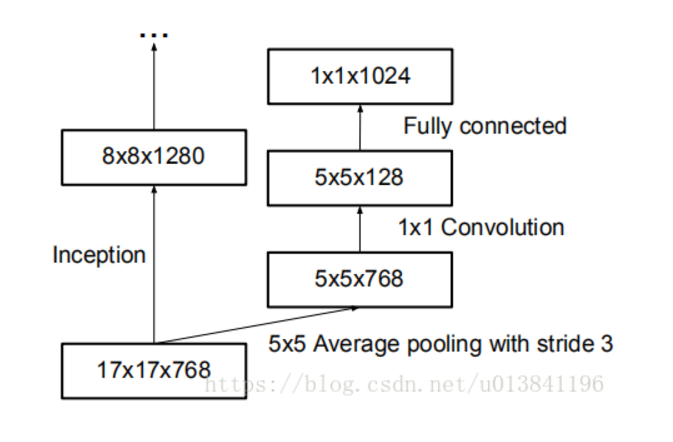 ...
1x1x1024
Fully connected
8x8x1280
5x5x128
1x1 Convolution
Inception
5x5x768
5x5 Average pooling with stride 3
17x17x768
https://blog.csdn.net/u013841196